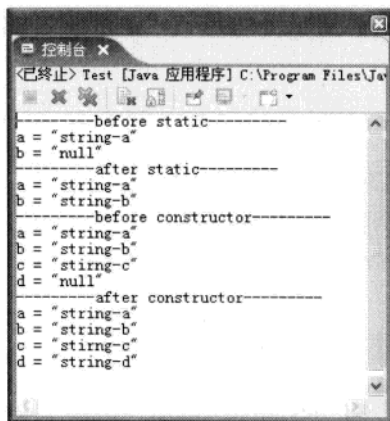 控制台
<已终止> Test [Java 应用程序] C:\Program Files\Jav
---------before static---------
a = "string-a"
b = "null"
---------after static---------
a = "string-a"
b = "string-b"
---------before constructor---------
a = "string-a"
b = "string-b"
c = "stirng-c"
d = "null"
---------after constructor---------
a = "string-a"
b = "string-b"
c = "stirng-c"
d = "string-d"